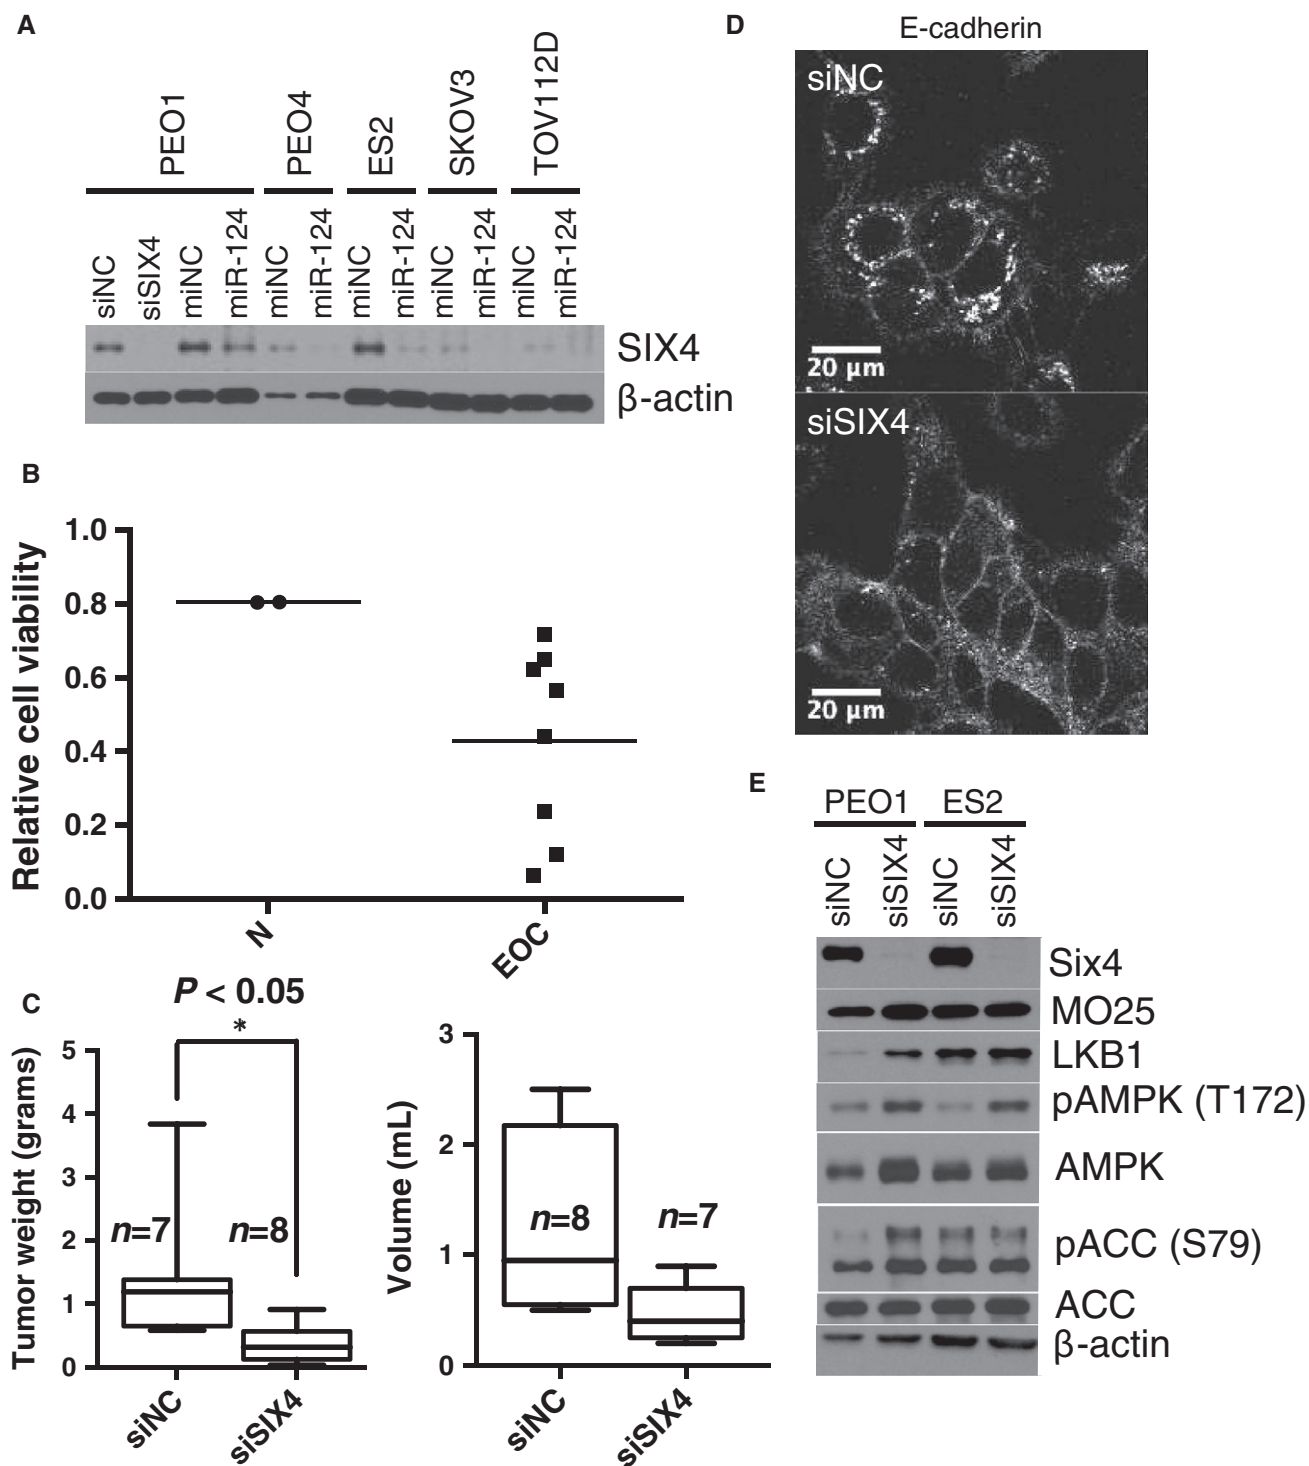 A
PEO1
PEO4
ES2
SKOV3
TOV112D
siNC
siSIX4
miNC
miR-124
miNC
miR-124
miNC
miR-124
miNC
miR-124
miNC
miR-124
SIX4
β-actin
B
Relative cell viability
1.0
0.8
0.6
0.4
0.2
0.0
N
EOC
C
P < 0.05
*
Tumor weight (grams)
5
4
3
2
1
0
n=7
n=8
siNC
siSIX4
Volume (mL)
3
2
1
0
n=8
n=7
siNC
siSIX4
D
E-cadherin
siNC
20 µm
siSIX4
20 µm
E
PEO1
ES2
siNC
siSIX4
siNC
siSIX4
Six4
MO25
LKB1
pAMPK (T172)
AMPK
pACC (S79)
ACC
β-actin